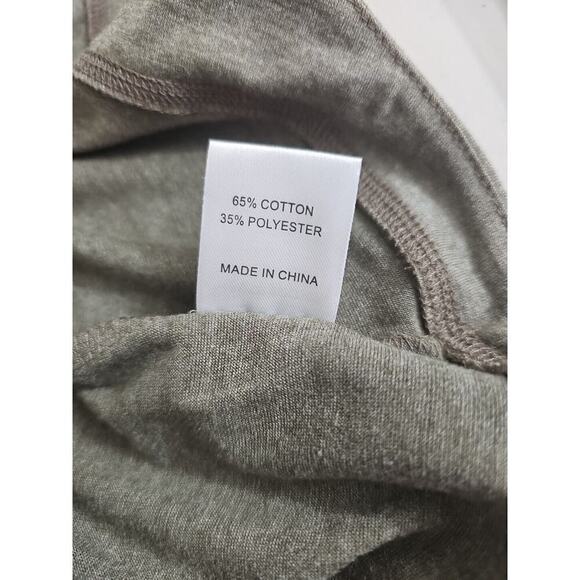 65% COTTON
35% POLYESTER
MADE IN CHINA